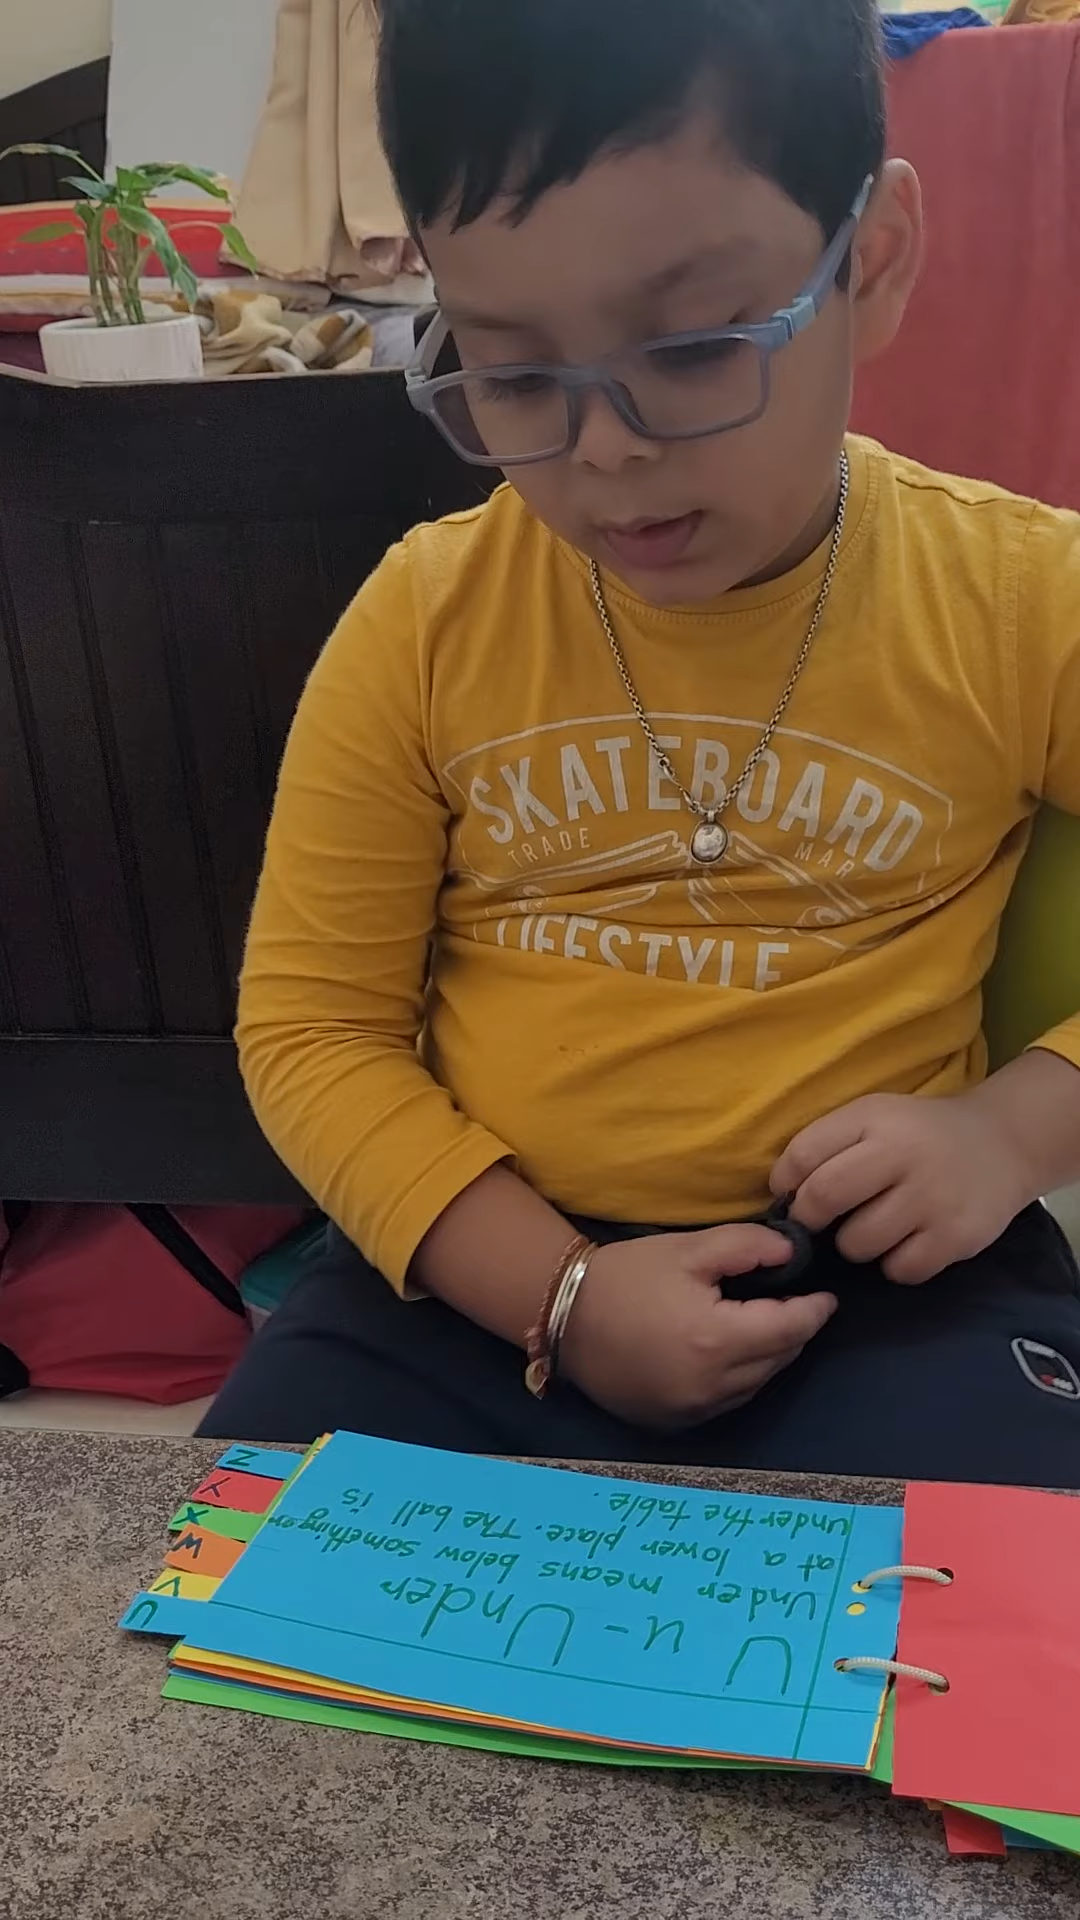 SKATEBOARD
TRADE MAR
LIFESTYLE
U u - Under
Under means below something or
at a lower place. The ball is
under the table.
U
V
W
X
Y
Z